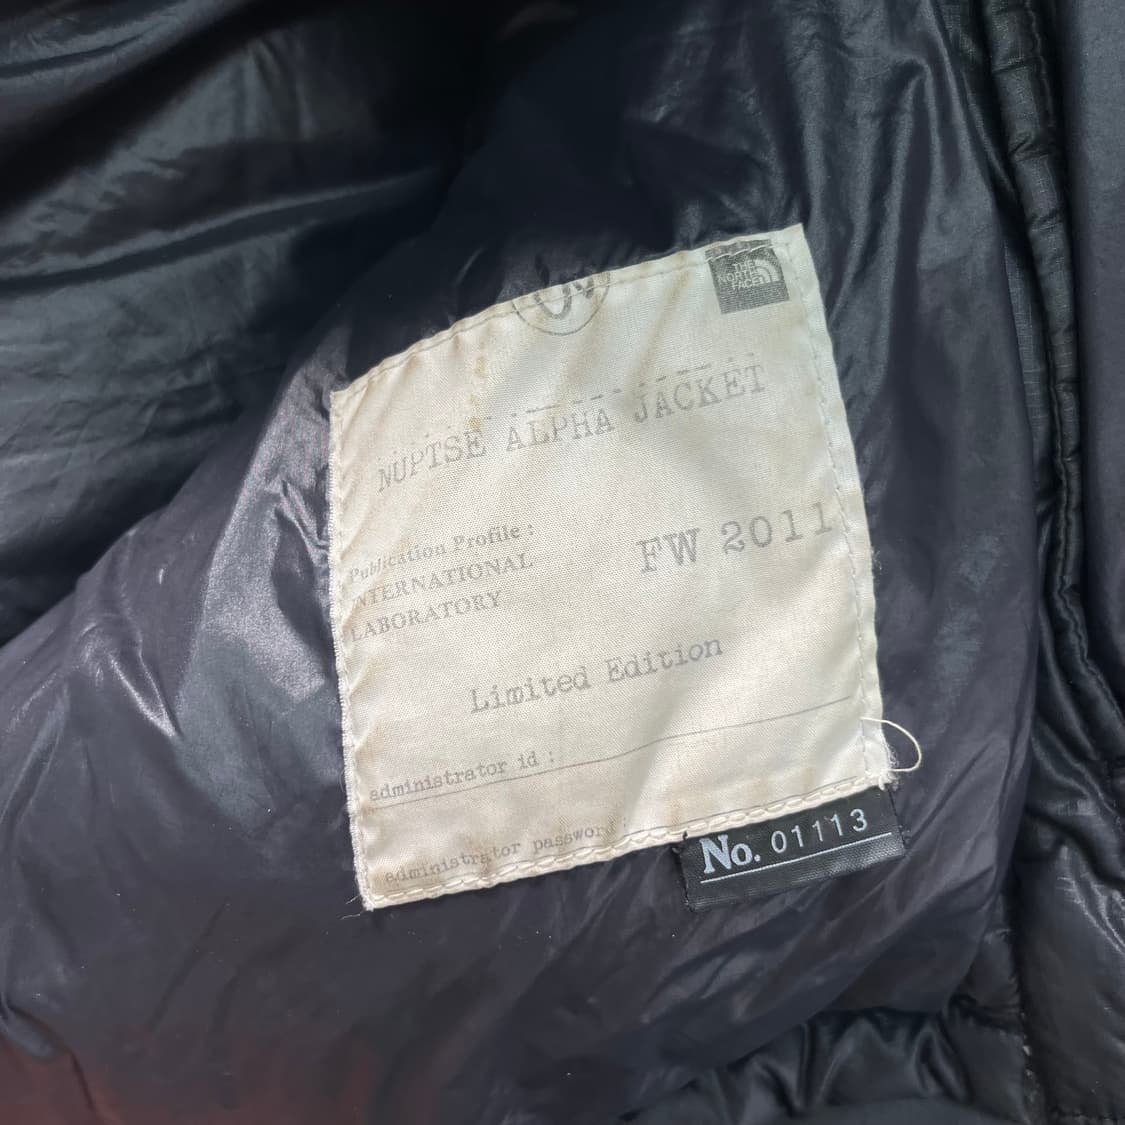 THE
NORTH
FACE
NUPTSE ALPHA JACKET
Publication Profile :
INTERNATIONAL
LABORATORY
FW 2011
Limited Edition
administrator id :
administrator password :
No. 01113